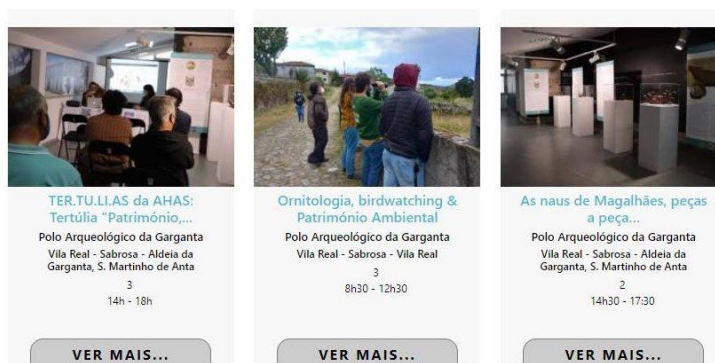 TER.TU.LI.AS da AHAS:
Tertúlia "Património,...
Polo Arqueológico da Garganta
Vila Real - Sabrosa - Aldeia da
Garganta, S. Martinho de Anta
3
14h - 18h
VER MAIS...
Ornitologia, birdwatching &
Património Ambiental
Polo Arqueológico da Garganta
Vila Real - Sabrosa - Vila Real
3
8h30 - 12h30
VER MAIS...
As naus de Magalhães, peças
a peça...
Polo Arqueológico da Garganta
Vila Real - Sabrosa - Aldeia da
Garganta, S. Martinho de Anta
2
14h30 - 17:30
VER MAIS...